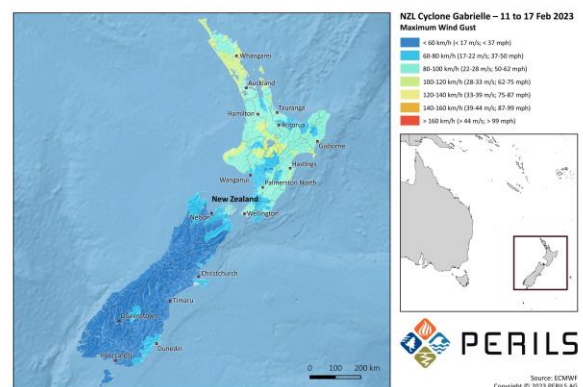 NZL Cyclone Gabrielle – 11 to 17 Feb 2023
Maximum Wind Gust
< 60 km/h (< 17 m/s; < 37 mph)
60-80 km/h (17-22 m/s; 37-50 mph)
80-100 km/h (22-28 m/s; 50-62 mph)
100-120 km/h (28-33 m/s; 62-75 mph)
120-140 km/h (33-39 m/s; 75-87 mph)
140-160 km/h (39-44 m/s; 87-99 mph)
> 160 km/h (> 44 m/s; > 99 mph)
Whangarei
Auckland
Hamilton
Tauranga
Rotorua
Gisborne
Hastings
Wanganui
Palmerston North
New Zealand
Nelson
Wellington
Christchurch
Timaru
Queenstown
Dunedin
Invercargill
0 100 200 km
PERILS
Source: ECMWF
Copyright © 2023 PERILS AG